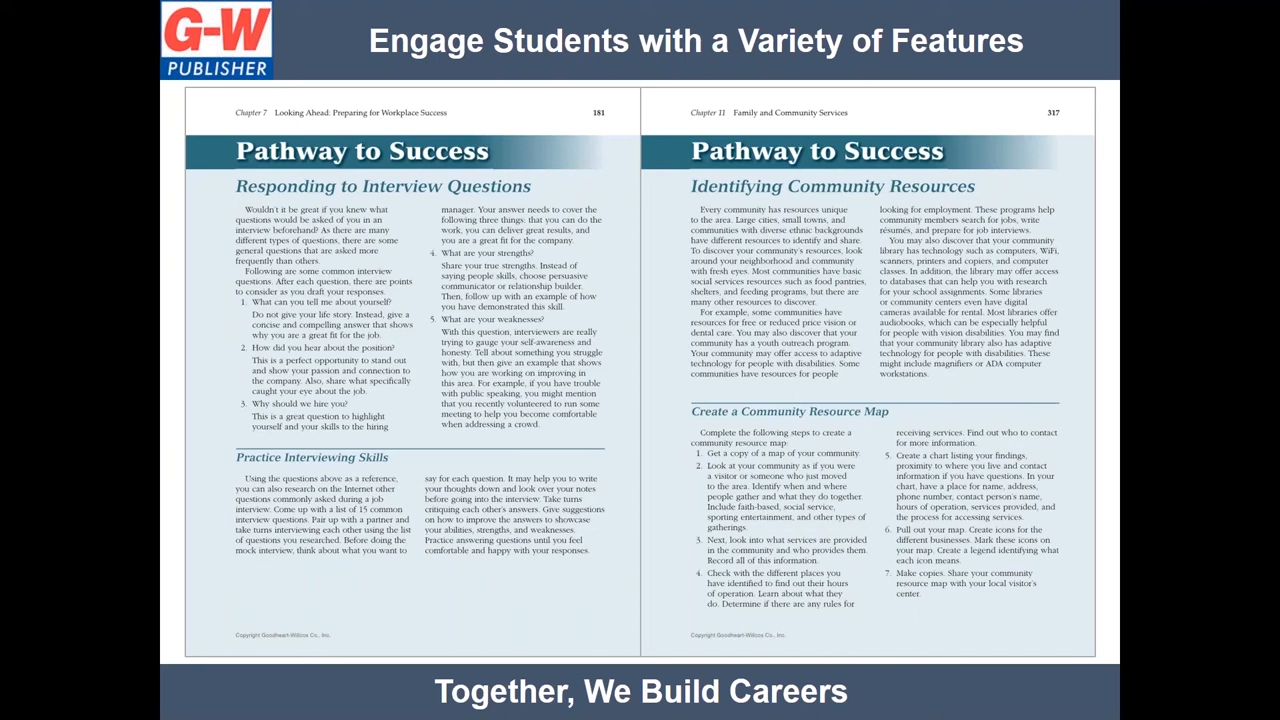 G-W
PUBLISHER
Engage Students with a Variety of Features
Chapter 7 Looking Ahead: Preparing for Workplace Success 181
Pathway to Success
Responding to Interview Questions
Wouldn't it be great if you knew what
questions would be asked of you in an
interview beforehand? As there are many
different types of questions, there are some
general questions that are asked more
frequently than others.
Following are some common interview
questions. After each question, there are points
to consider as you draft your responses.
1. What can you tell me about yourself?
Do not give your life story. Instead, give a
concise and compelling answer that shows
why you are a great fit for the job.
2. How did you hear about the position?
This is a perfect opportunity to stand out
and show your passion and connection to
the company. Also, share what specifically
caught your eye about the job.
3. Why should we hire you?
This is a great question to highlight
yourself and your skills to the hiring
manager. Your answer needs to cover the
following three things: that you can do the
work, you can deliver great results, and
you are a great fit for the company.
4. What are your strengths?
Share your true strengths. Instead of
saying people skills, choose persuasive
communicator or relationship builder.
Then, follow up with an example of how
you have demonstrated this skill.
5. What are your weaknesses?
With this question, interviewers are really
trying to gauge your self-awareness and
honesty. Tell about something you struggle
with, but then give an example that shows
how you are working on improving in
this area. For example, if you have trouble
with public speaking, you might mention
that you recently volunteered to run some
meeting to help you become comfortable
when addressing a crowd.
Practice Interviewing Skills
Using the questions above as a reference,
you can also research on the Internet other
questions commonly asked during a job
interview. Come up with a list of 15 common
interview questions. Pair up with a partner and
take turns interviewing each other using the list
of questions you researched. Before doing the
mock interview, think about what you want to
say for each question. It may help you to write
your thoughts down and look over your notes
before going into the interview. Take turns
critiquing each other's answers. Give suggestions
on how to improve the answers to showcase
your abilities, strengths, and weaknesses.
Practice answering questions until you feel
comfortable and happy with your responses.
Copyright Goodheart-Willcox Co., Inc.
Chapter 11 Family and Community Services 317
Pathway to Success
Identifying Community Resources
Every community has resources unique
to the area. Large cities, small towns, and
communities with diverse ethnic backgrounds
have different resources to identify and share.
To discover your community's resources, look
around your neighborhood and community
with fresh eyes. Most communities have basic
social services resources such as food pantries,
shelters, and feeding programs, but there are
many other resources to discover.
For example, some communities have
resources for free or reduced price vision or
dental care. You may also discover that your
community has a youth outreach program.
Your community may offer access to adaptive
technology for people with disabilities. Some
communities have resources for people
looking for employment. These programs help
community members search for jobs, write
résumés, and prepare for job interviews.
You may also discover that your community
library has technology such as computers, WiFi,
scanners, printers and copiers, and computer
classes. In addition, the library may offer access
to databases that can help you with research
for your school assignments. Some libraries
or community centers even have digital
cameras available for rental. Most libraries offer
audiobooks, which can be especially helpful
for people with vision disabilities. You may find
that your community library also has adaptive
technology for people with disabilities. These
might include magnifiers or ADA computer
workstations.
Create a Community Resource Map
Complete the following steps to create a
community resource map:
1. Get a copy of a map of your community.
2. Look at your community as if you were
a visitor or someone who just moved
to the area. Identify when and where
people gather and what they do together.
Include faith-based, social service,
sporting entertainment, and other types of
gatherings.
3. Next, look into what services are provided
in the community and who provides them.
Record all of this information.
4. Check with the different places you
have identified to find out their hours
of operation. Learn about what they
do. Determine if there are any rules for
receiving services. Find out who to contact
for more information.
5. Create a chart listing your findings,
proximity to where you live and contact
information if you have questions. In your
chart, have a place for name, address,
phone number, contact person's name,
hours of operation, services provided, and
the process for accessing services.
6. Pull out your map. Create icons for the
different businesses. Mark these icons on
your map. Create a legend identifying what
each icon means.
7. Make copies. Share your community
resource map with your local visitor's
center.
Copyright Goodheart-Willcox Co., Inc.
Together, We Build Careers